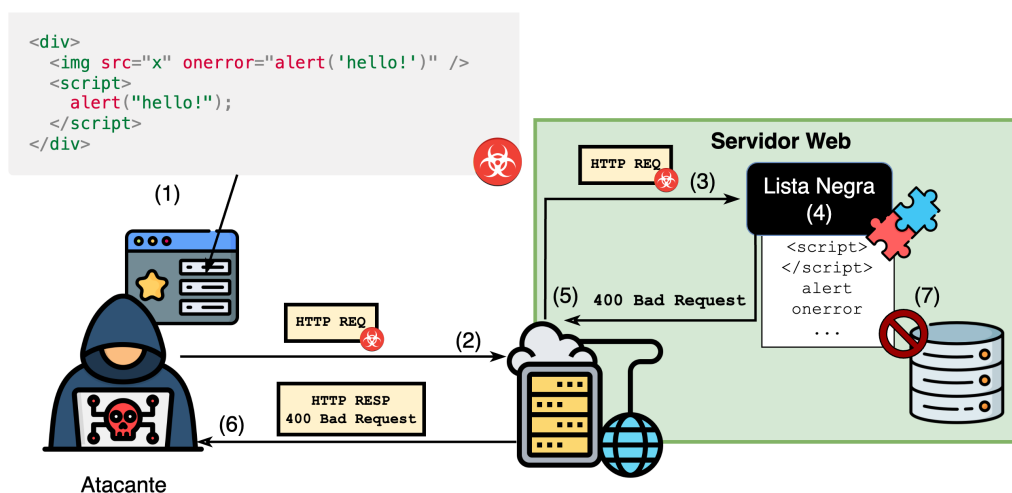 <div>
<img src="x" onerror="alert('hello!')" />
<script>
alert("hello!");
</script>
</div>
(1)
Servidor Web
HTTP REQ
(3)
Lista Negra
(4)
<script>
</script>
alert
onerror
...
(5)
400 Bad Request
(7)
HTTP REQ
(2)
HTTP RESP
400 Bad Request
(6)
Atacante